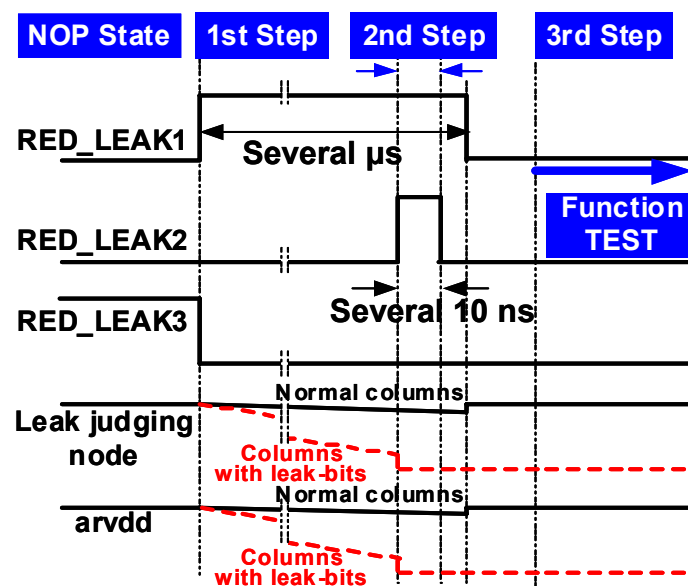 NOP State
1st Step
2nd Step
3rd Step
RED_LEAK1
Several µs
Function
TEST
RED_LEAK2
Several 10 ns
RED_LEAK3
Normal columns
Leak judging
node
Columns
with leak-bits
Normal columns
arvdd
Columns
with leak-bits